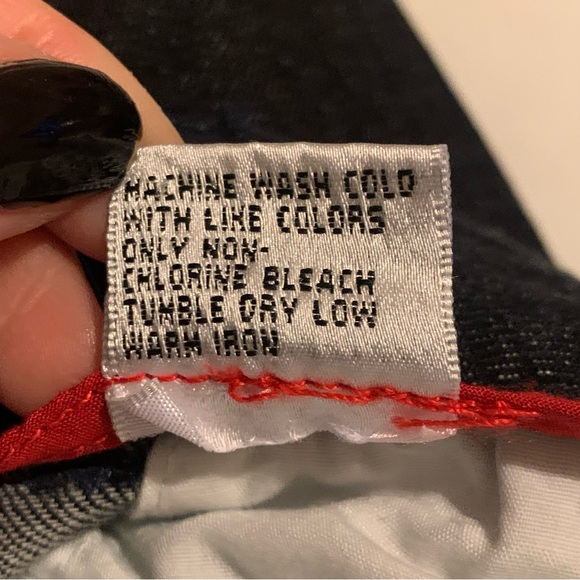 MACHINE WASH COLD
WITH LIKE COLORS
ONLY NON-
CHLORINE BLEACH
TUMBLE DRY LOW
WARM IRON